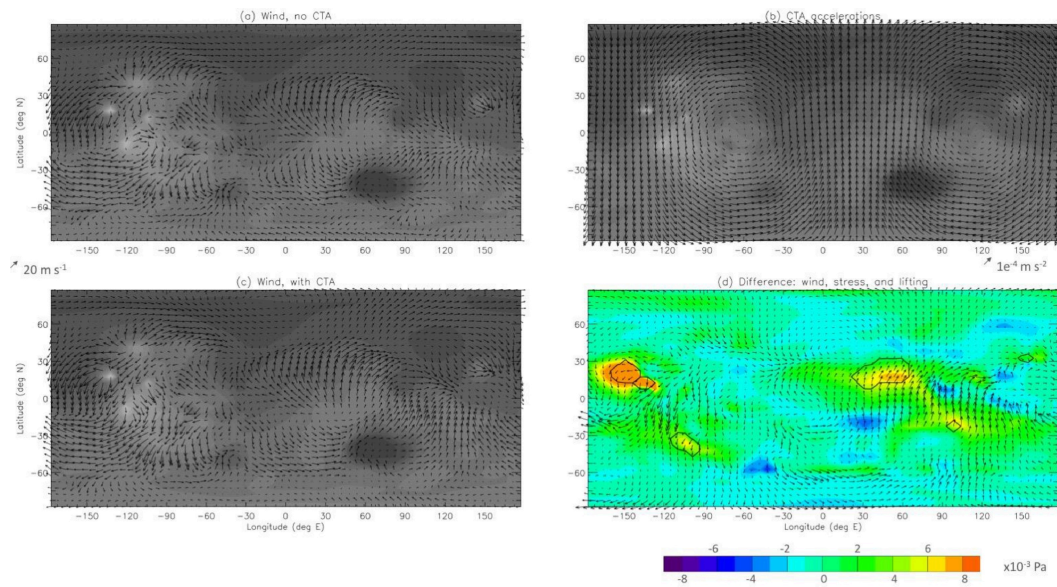 (a) Wind, no CTA
(b) CTA accelerations
60
30
0
−30
−60
Latitude (deg N)
−150 −120 −90 −60 −30 0 30 60 90 120 150
60
30
0
−30
−60
−150 −120 −90 −60 −30 0 30 60 90 120 150
20 m s⁻¹
1e⁻⁴ m s⁻²
(c) Wind, with CTA
(d) Difference: wind, stress, and lifting
60
30
0
−30
−60
Latitude (deg N)
−150 −120 −90 −60 −30 0 30 60 90 120 150
Longitude (deg E)
60
30
0
−30
−60
−150 −120 −90 −60 −30 0 30 60 90 120 150
Longitude (deg E)
-6 -2 2 6
x10⁻³ Pa
-8 -4 0 4 8